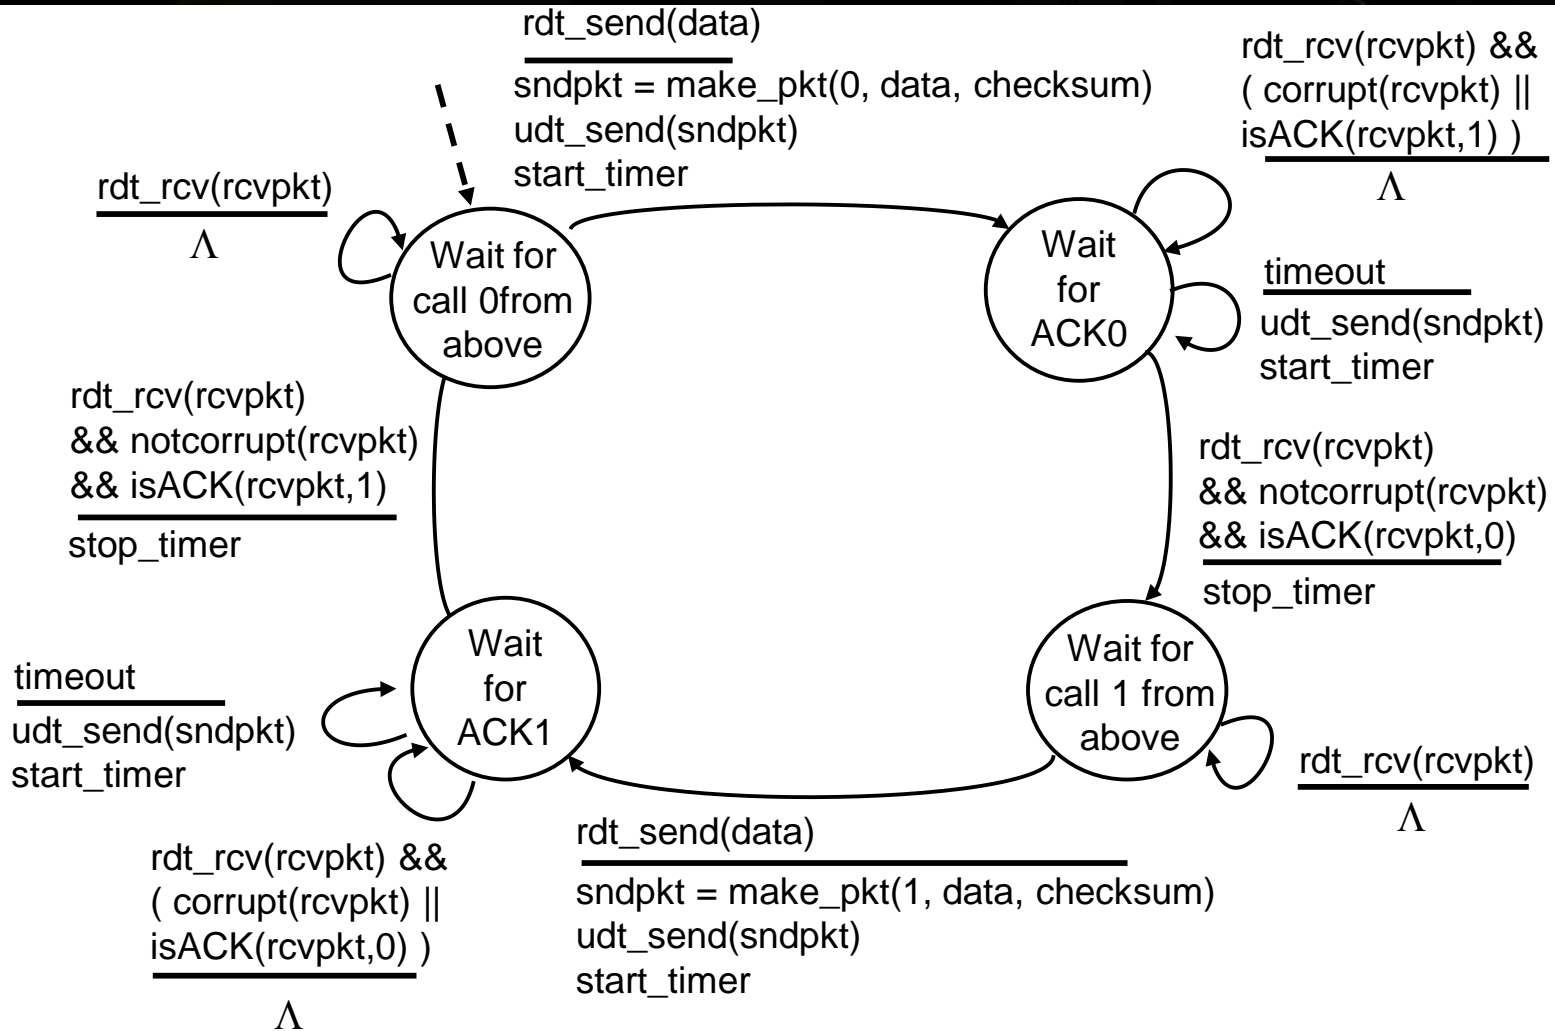 rdt_send(data)
sndpkt = make_pkt(0, data, checksum)
udt_send(sndpkt)
start_timer
rdt_rcv(rcvpkt) &&
( corrupt(rcvpkt) ||
isACK(rcvpkt,1) )
Λ
rdt_rcv(rcvpkt)
Λ
Wait for
call 0from
above
Wait
for
ACK0
timeout
udt_send(sndpkt)
start_timer
rdt_rcv(rcvpkt)
&& notcorrupt(rcvpkt)
&& isACK(rcvpkt,1)
stop_timer
rdt_rcv(rcvpkt)
&& notcorrupt(rcvpkt)
&& isACK(rcvpkt,0)
stop_timer
Wait
for
ACK1
Wait for
call 1 from
above
timeout
udt_send(sndpkt)
start_timer
rdt_rcv(rcvpkt)
Λ
rdt_rcv(rcvpkt) &&
( corrupt(rcvpkt) ||
isACK(rcvpkt,0) )
Λ
rdt_send(data)
sndpkt = make_pkt(1, data, checksum)
udt_send(sndpkt)
start_timer